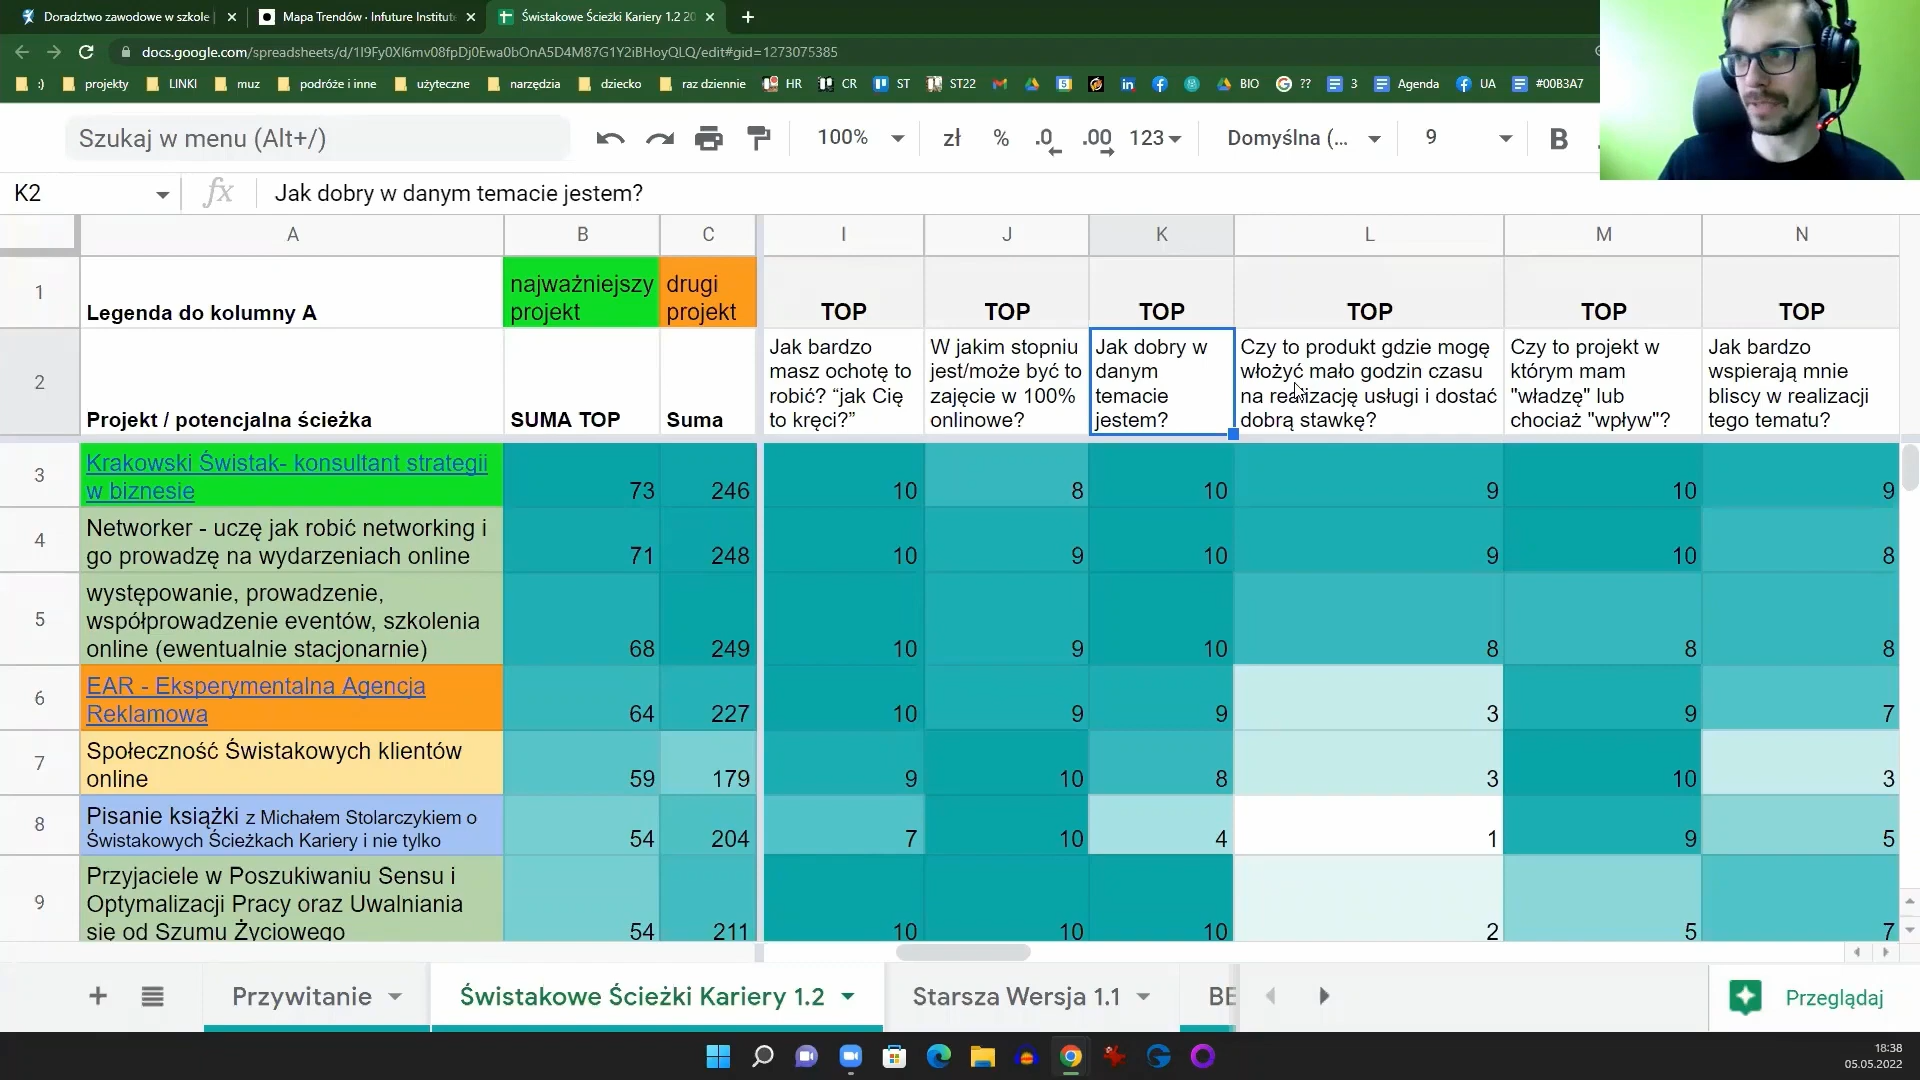 Doradztwo zawodowe w szkole
Mapa Trendów · Infuture Institute
Świstakowe Ścieżki Kariery 1.2 20
docs.google.com/spreadsheets/d/1I9Fy0Xl6mv08fpDj0Ewa0bOnA5D4M87G1Y2iBHoyQLQ/edit#gid=1273075385
:) projekty LINKI muz podróże i inne użyteczne narzędzia dziecko raz dziennie HR CR ST ST22 BIO ?? 3 Agenda UA #00B3A7
Szukaj w menu (Alt+/) 100% zł % .0 .00 123 Domyślna (... 9 B
K2 fx Jak dobry w danym temacie jestem?
A B C I J K L M N
1 Legenda do kolumny A
najważniejszy
projekt
drugi
projekt
TOP TOP TOP TOP TOP TOP
2 Projekt / potencjalna ścieżka
SUMA TOP
Suma
Jak bardzo
masz ochotę to
robić? “jak Cię
to kręci?”
W jakim stopniu
jest/może być to
zajęcie w 100%
onlinowe?
Jak dobry w
danym
temacie
jestem?
Czy to produkt gdzie mogę
włożyć mało godzin czasu
na realizację usługi i dostać
dobrą stawkę?
Czy to projekt w
którym mam
"władzę" lub
chociaż "wpływ"?
Jak bardzo
wspierają mnie
bliscy w realizacji
tego tematu?
3 Krakowski Świstak- konsultant strategii
w biznesie
73 246 10 8 10 9 10 9
4 Networker - uczę jak robić networking i
go prowadzę na wydarzeniach online
71 248 10 9 10 9 10 8
5 występowanie, prowadzenie,
współprowadzenie eventów, szkolenia
online (ewentualnie stacjonarnie)
68 249 10 9 10 8 8 8
6 EAR - Eksperymentalna Agencja
Reklamowa
64 227 10 9 9 3 9 7
7 Społeczność Świstakowych klientów
online
59 179 9 10 8 3 10 3
8 Pisanie książki z Michałem Stolarczykiem o
Świstakowych Ścieżkach Kariery i nie tylko
54 204 7 10 4 1 9 5
9 Przyjaciele w Poszukiwaniu Sensu i
Optymalizacji Pracy oraz Uwalniania
się od Szumu Życiowego
54 211 10 10 10 2 5 7
Przywitanie Świstakowe Ścieżki Kariery 1.2 Starsza Wersja 1.1 BE Przeglądaj
18:38
05.05.2022